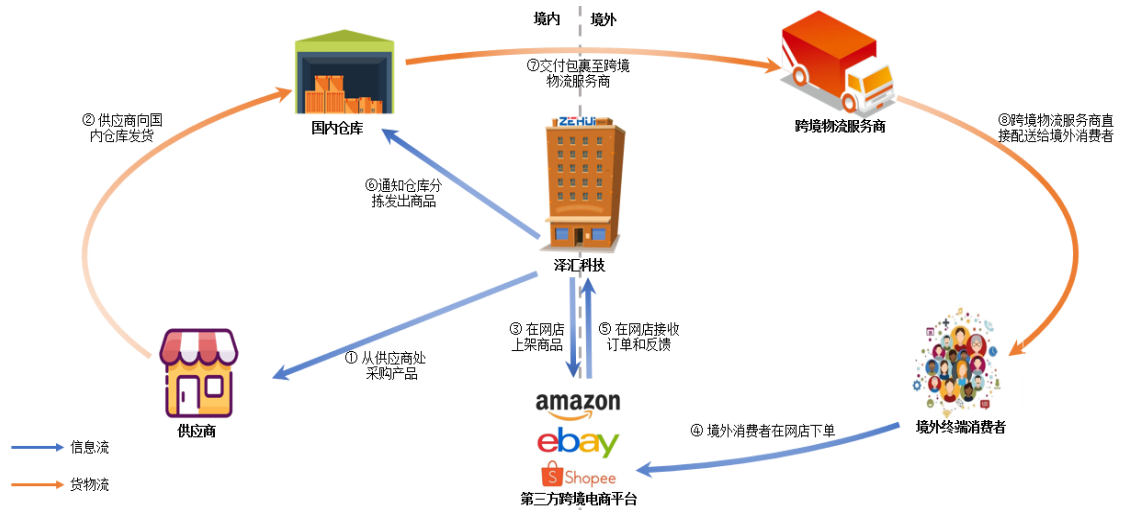 境内
境外
国内仓库
⑦交付包裹至跨境
物流服务商
跨境物流服务商
② 供应商向国
内仓库发货
⑧跨境物流服务商直
接配送给境外消费者
ZEHUI
⑥通知仓库分
拣发出商品
泽汇科技
③ 在网店
上架商品
⑤ 在网店接收
订单和反馈
① 从供应商处
采购产品
供应商
amazon
ebay
Shopee
第三方跨境电商平台
④ 境外消费者在网店下单
境外终端消费者
信息流
货物流